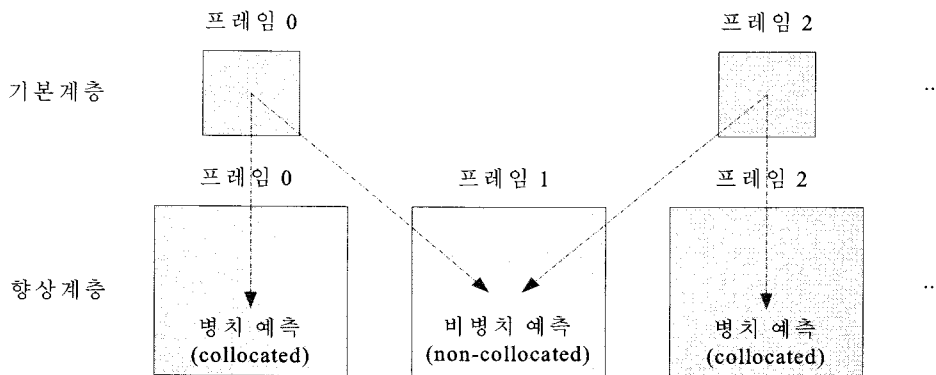 프레임 0
프레임 2
기본계층
..
프레임 0
프레임 1
프레임 2
향상계층
..
병치 예측
(collocated)
비병치 예측
(non-collocated)
병치 예측
(collocated)